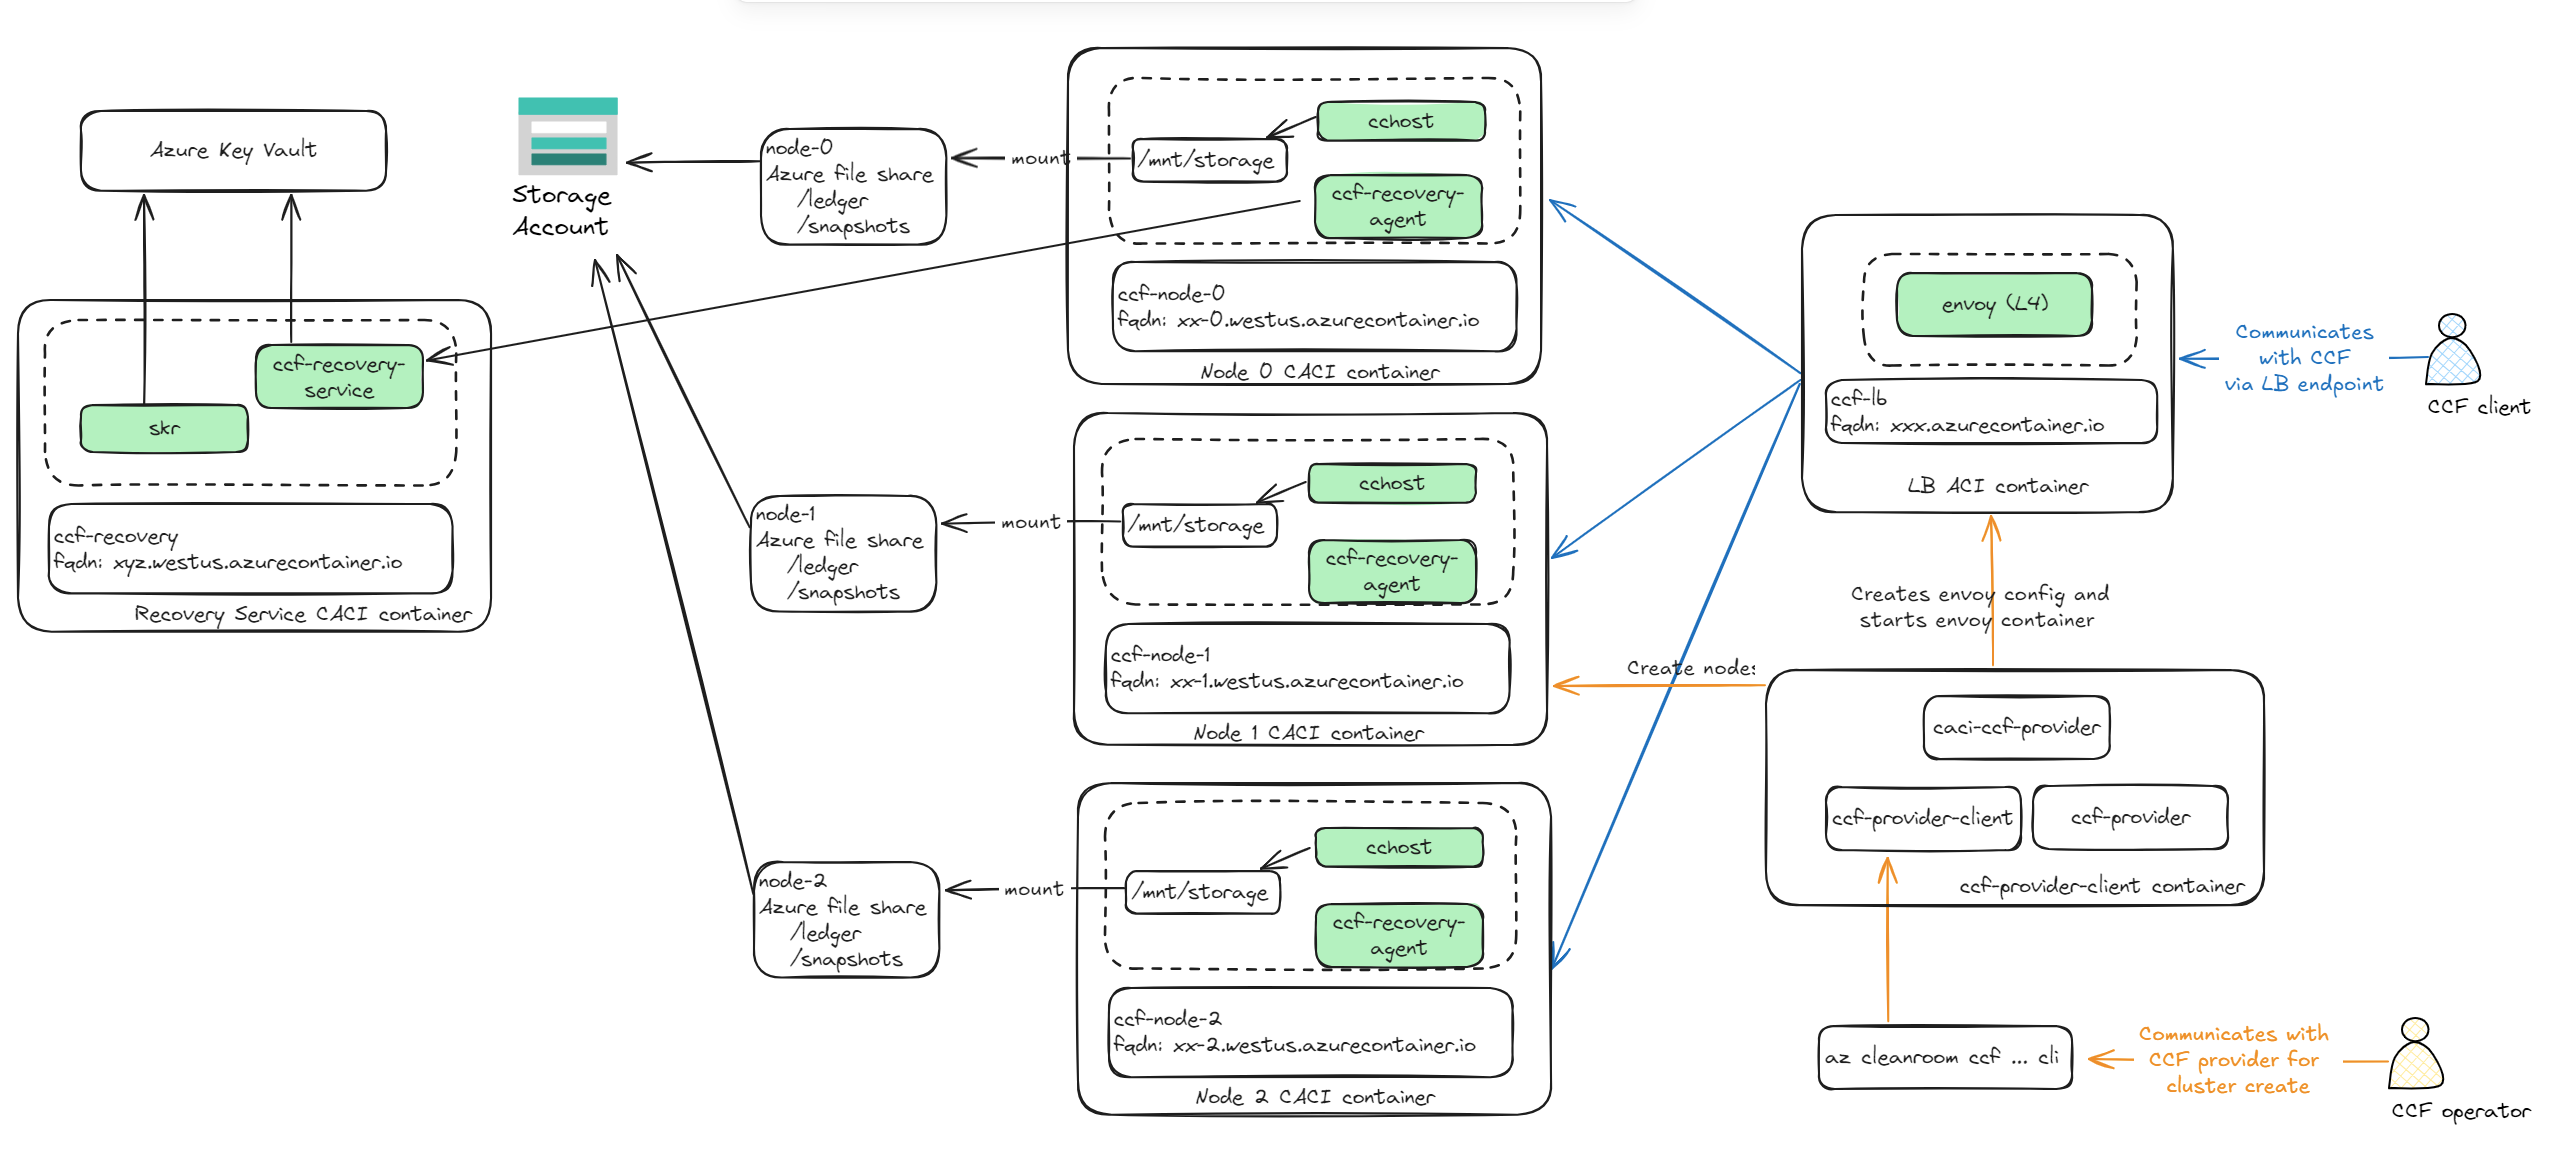 Azure Key Vault
skr
ccf-recovery-
service
ccf-recovery
fqdn: xyz.westus.azurecontainer.io
Recovery Service CACI container
Storage
Account
node-0
Azure file share
/ledger
/snapshots
mount
/mnt/storage
cchost
ccf-recovery-
agent
ccf-node-0
fqdn: xx-0.westus.azurecontainer.io
Node 0 CACI container
node-1
Azure file share
/ledger
/snapshots
mount
/mnt/storage
cchost
ccf-recovery-
agent
ccf-node-1
fqdn: xx-1.westus.azurecontainer.io
Node 1 CACI container
node-2
Azure file share
/ledger
/snapshots
mount
/mnt/storage
cchost
ccf-recovery-
agent
ccf-node-2
fqdn: xx-2.westus.azurecontainer.io
Node 2 CACI container
envoy (L4)
ccf-lb
fqdn: xxx.azurecontainer.io
LB ACI container
Communicates
with CCF
via LB endpoint
CCF client
Creates envoy config and
starts envoy container
Create nodes
caci-ccf-provider
ccf-provider-client
ccf-provider
ccf-provider-client container
az cleanroom ccf ... cli
Communicates with
CCF provider for
cluster create
CCF operator